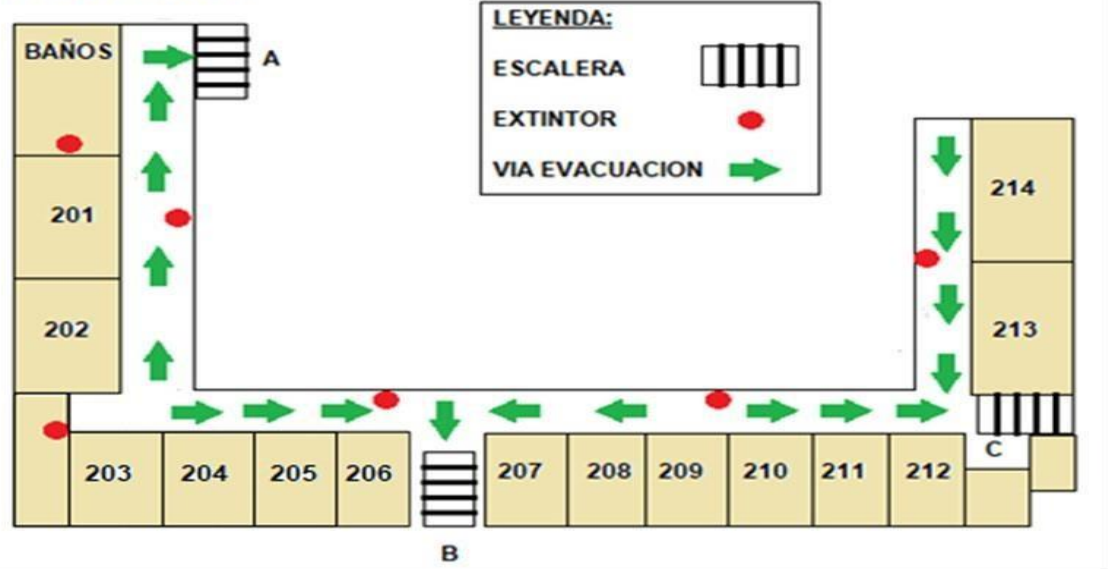 LEYENDA:
ESCALERA
EXTINTOR
VIA EVACUACION
BAÑOS
A
201
202
203
204
205
206
B
207
208
209
210
211
212
C
213
214